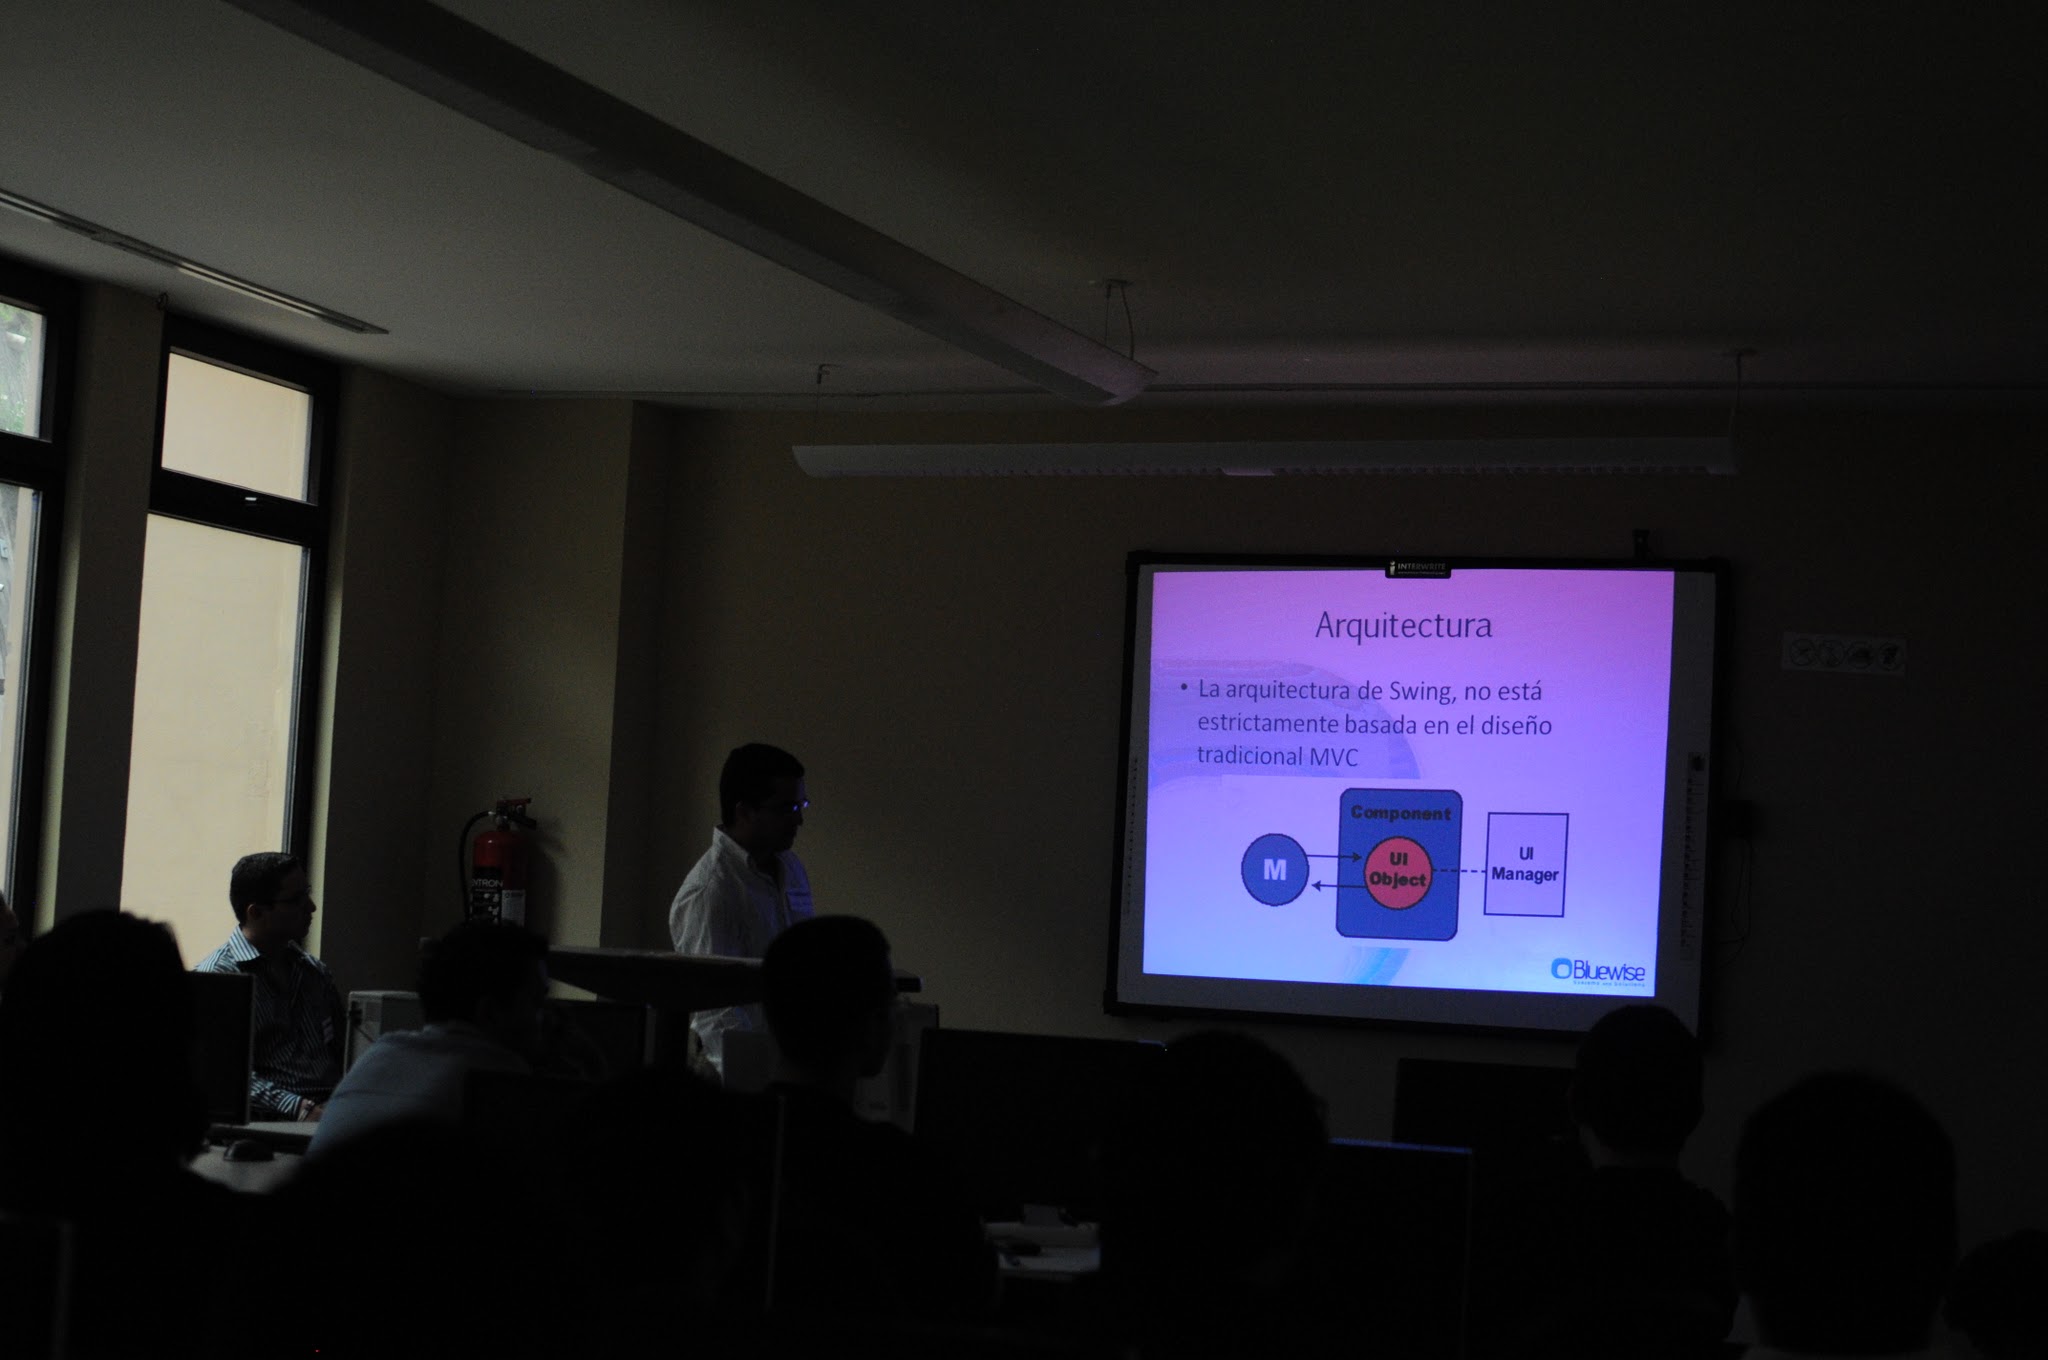 INTERWRITE
Arquitectura
• La arquitectura de Swing, no está
estrictamente basada en el diseño
tradicional MVC
Component
M
UI
Object
UI
Manager
Bluewise